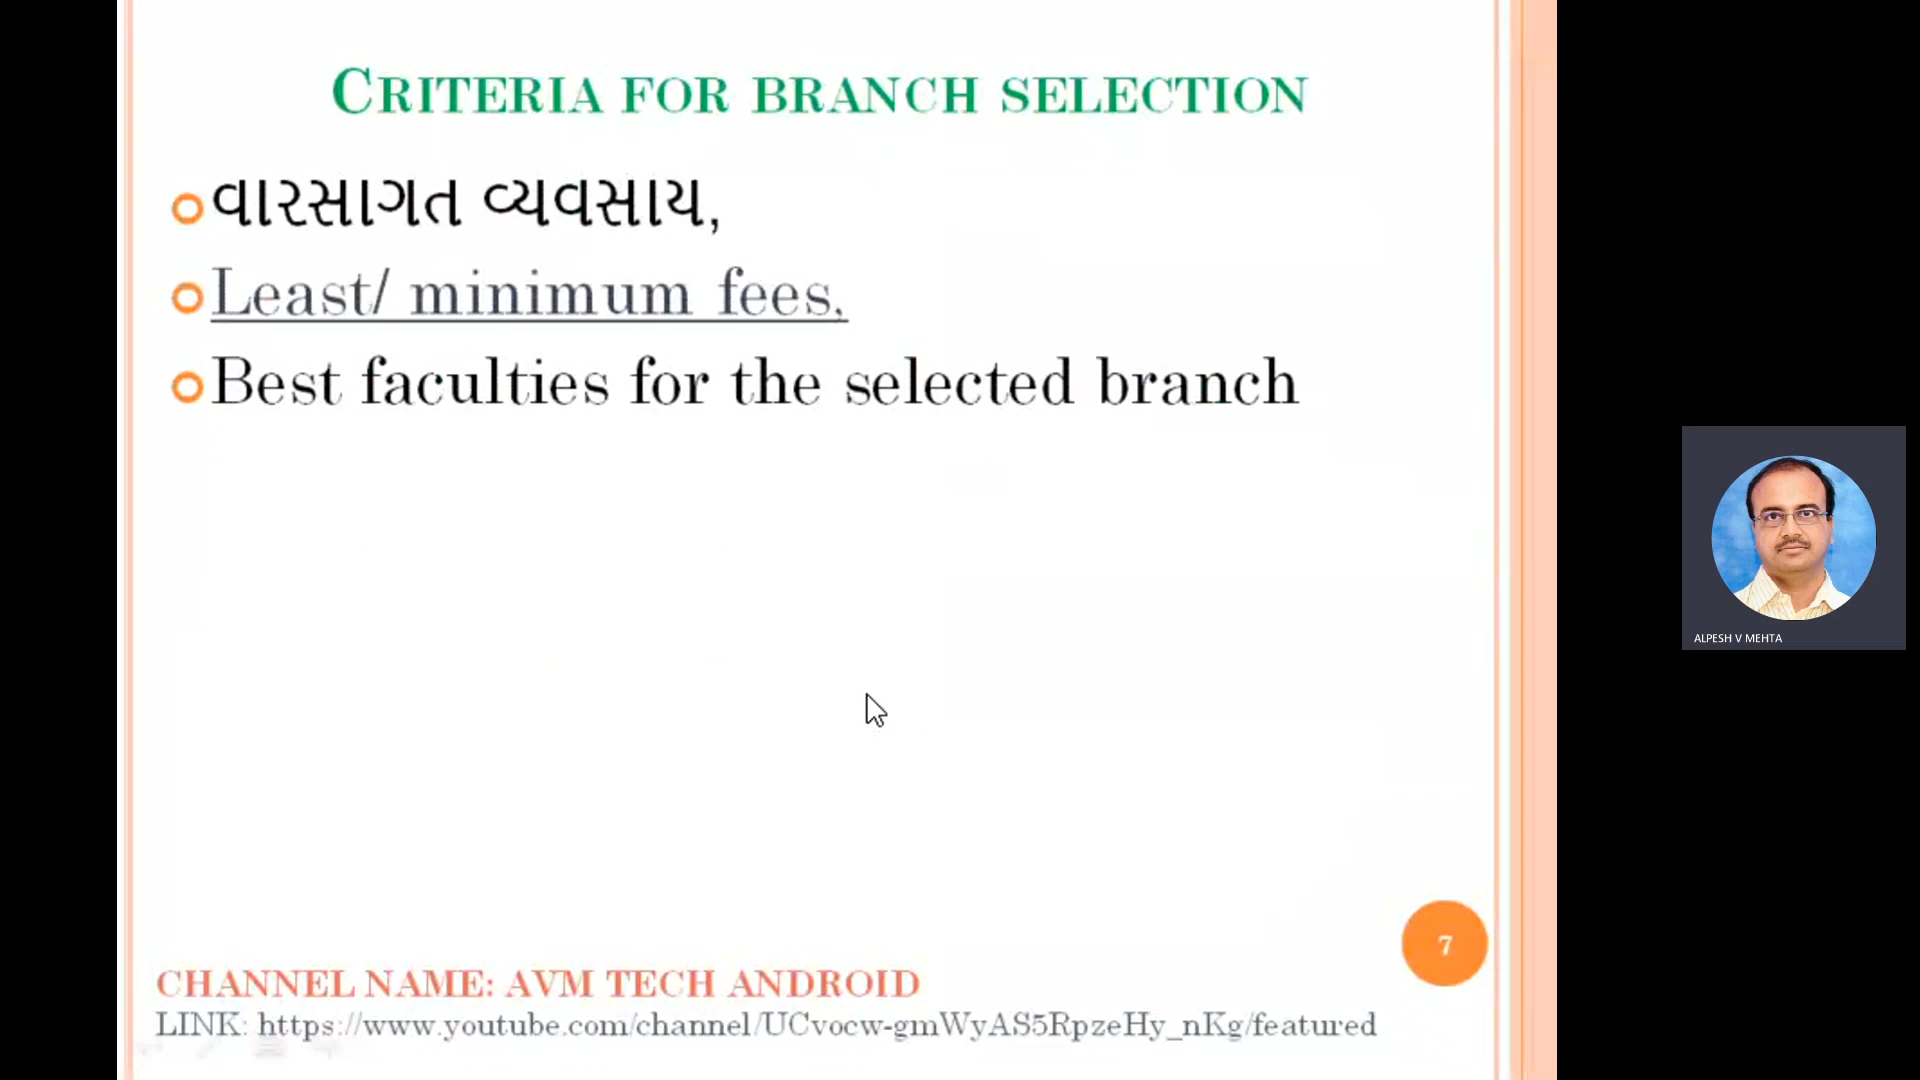 CRITERIA FOR BRANCH SELECTION
વારસાગત વ્યવસાય,
Least/ minimum fees,
Best faculties for the selected branch
ALPESH V MEHTA
7
CHANNEL NAME: AVM TECH ANDROID
LINK: https://www.youtube.com/channel/UCvocw-gmWyAS5RpzeHy_nKg/featured